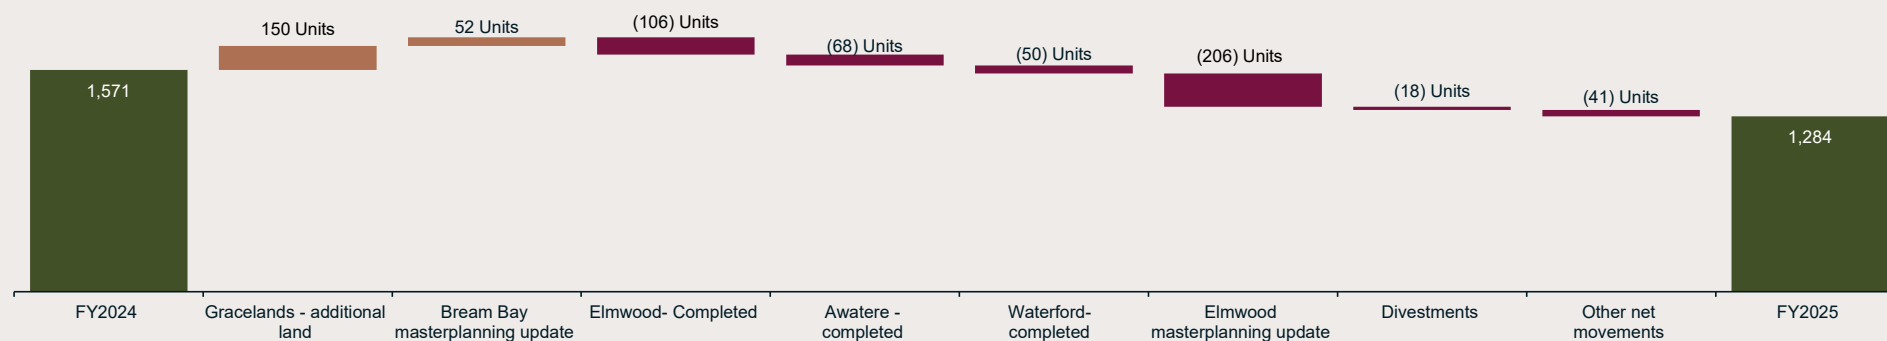 150 Units
52 Units
(106) Units
(68) Units
(50) Units
(206) Units
(18) Units
(41) Units
1,571
1,284
FY2024
Gracelands - additional
land
Bream Bay
masterplanning update
Elmwood- Completed
Awatere -
completed
Waterford-
completed
Elmwood
masterplanning update
Divestments
Other net
movements
FY2025